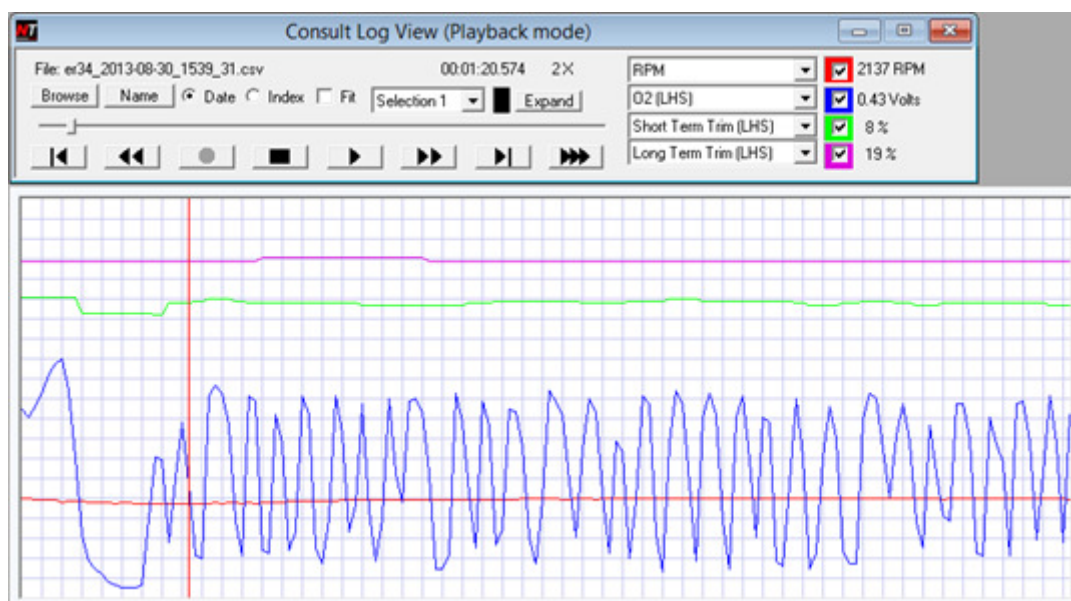 Consult Log View (Playback mode)
File: er34_2013-08-30_1539_31.csv 00:01:20.574 2X
Browse Name Date Index Fit Selection 1 Expand
RPM 2137 RPM
O2 (LHS) 0.43 Volts
Short Term Trim (LHS) 8 %
Long Term Trim (LHS) 19 %